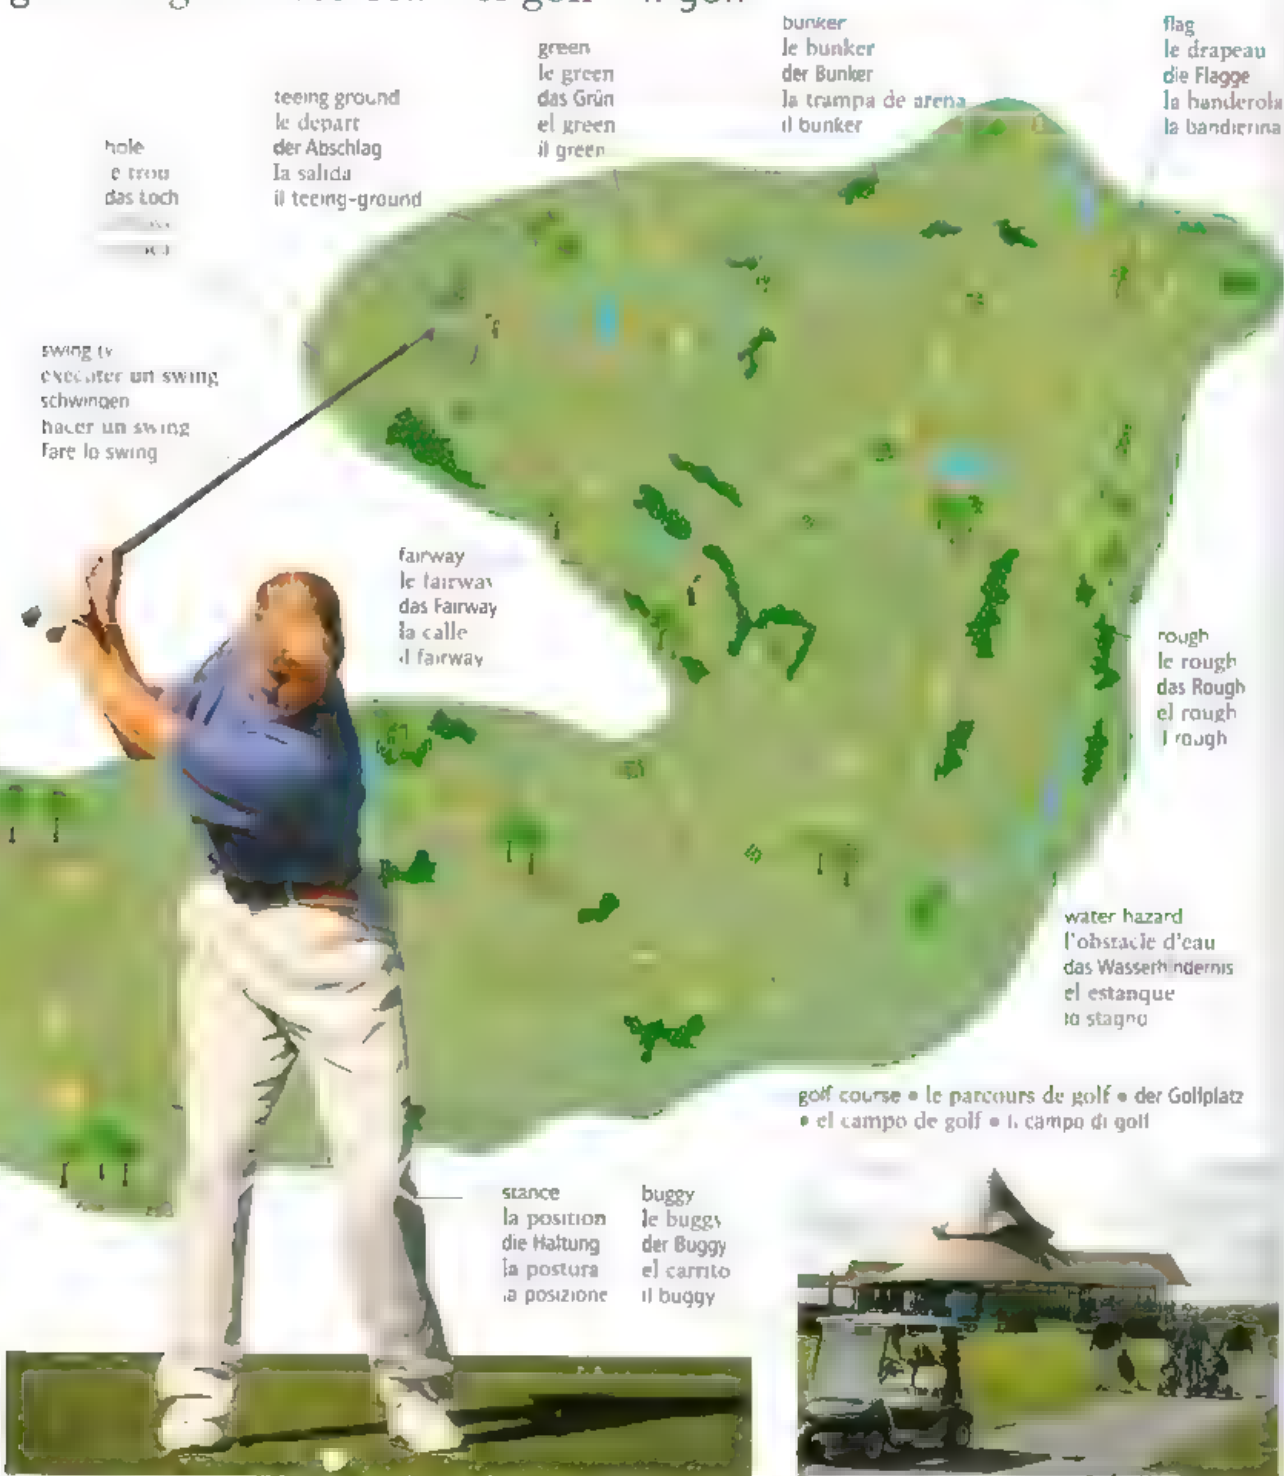 golf
bunker
le bunker
der Bunker
la trampa de arena
il bunker
flag
le drapeau
die Flagge
la banderola
la bandierina
green
le green
das Grün
el green
il green
teeing ground
le départ
der Abschlag
la salida
il teeing-ground
hole
e trou
das Loch
swing
exécuter un swing
schwingen
hacer un swing
fare lo swing
fairway
le fairway
das Fairway
la calle
il fairway
rough
le rough
das Rough
el rough
l rough
water hazard
l'obstacle d'eau
das Wasserhindernis
el estanque
lo stagno
golf course • le parcours de golf • der Golfplatz
• el campo de golf • il campo di golf
stance
la position
die Haltung
la postura
la posizione
buggy
le buggy
der Buggy
el carrito
il buggy